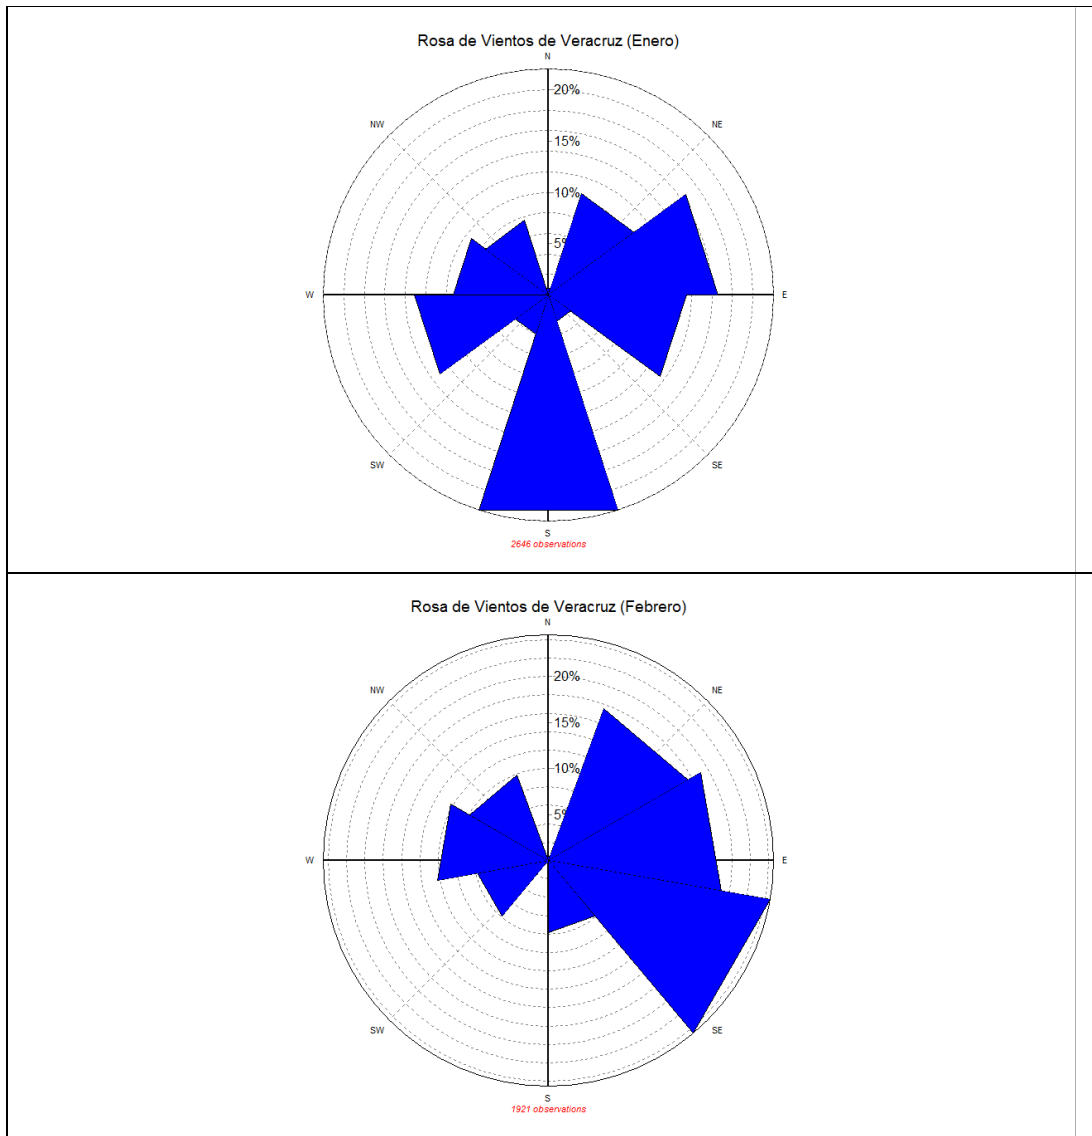 Rosa de Vientos de Veracruz (Enero)
N
20%
NW
NE
15%
10%
5%
W
E
SW
SE
S
2646 observations
Rosa de Vientos de Veracruz (Febrero)
N
20%
NW
NE
15%
10%
5%
W
E
SW
SE
S
1921 observations